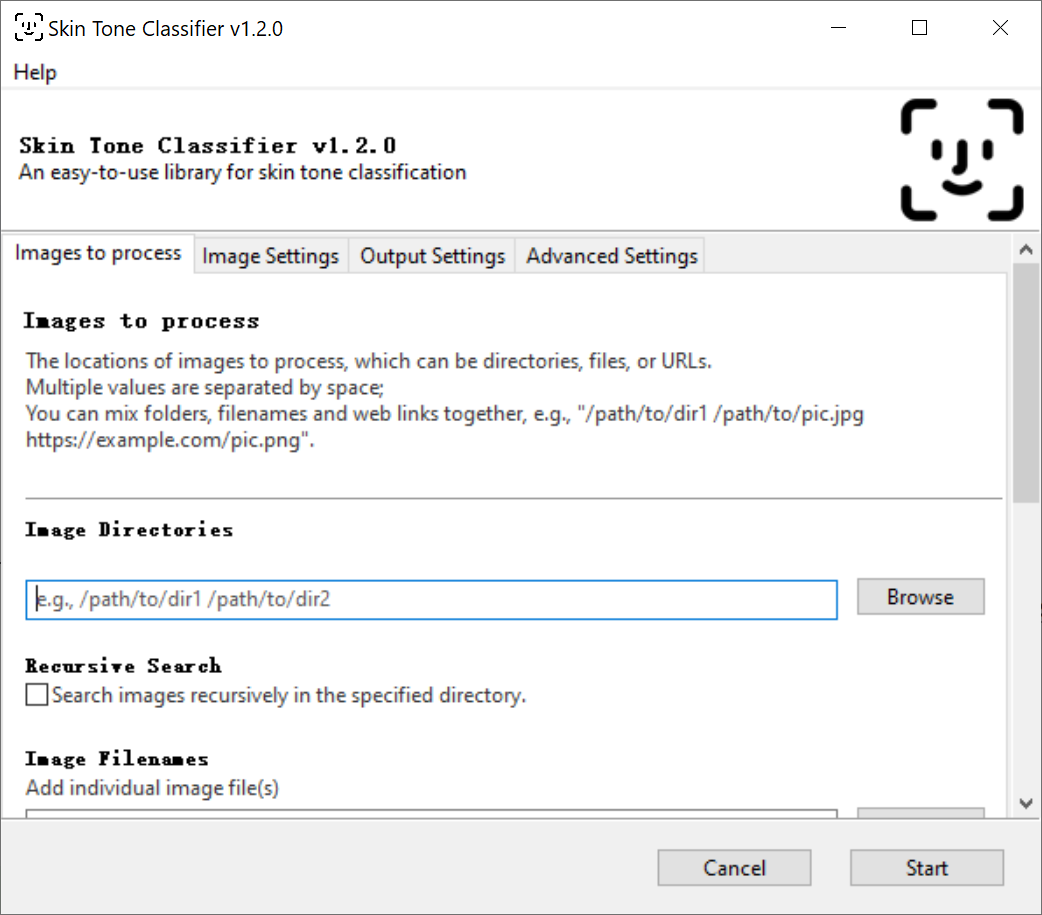 Skin Tone Classifier v1.2.0
Help
Skin Tone Classifier v1.2.0
An easy-to-use library for skin tone classification
Images to process
Image Settings
Output Settings
Advanced Settings
Images to process
The locations of images to process, which can be directories, files, or URLs.
Multiple values are separated by space;
You can mix folders, filenames and web links together, e.g., "/path/to/dir1 /path/to/pic.jpg
https://example.com/pic.png".
Image Directories
e.g., /path/to/dir1 /path/to/dir2
Browse
Recursive Search
Search images recursively in the specified directory.
Image Filenames
Add individual image file(s)
Cancel
Start